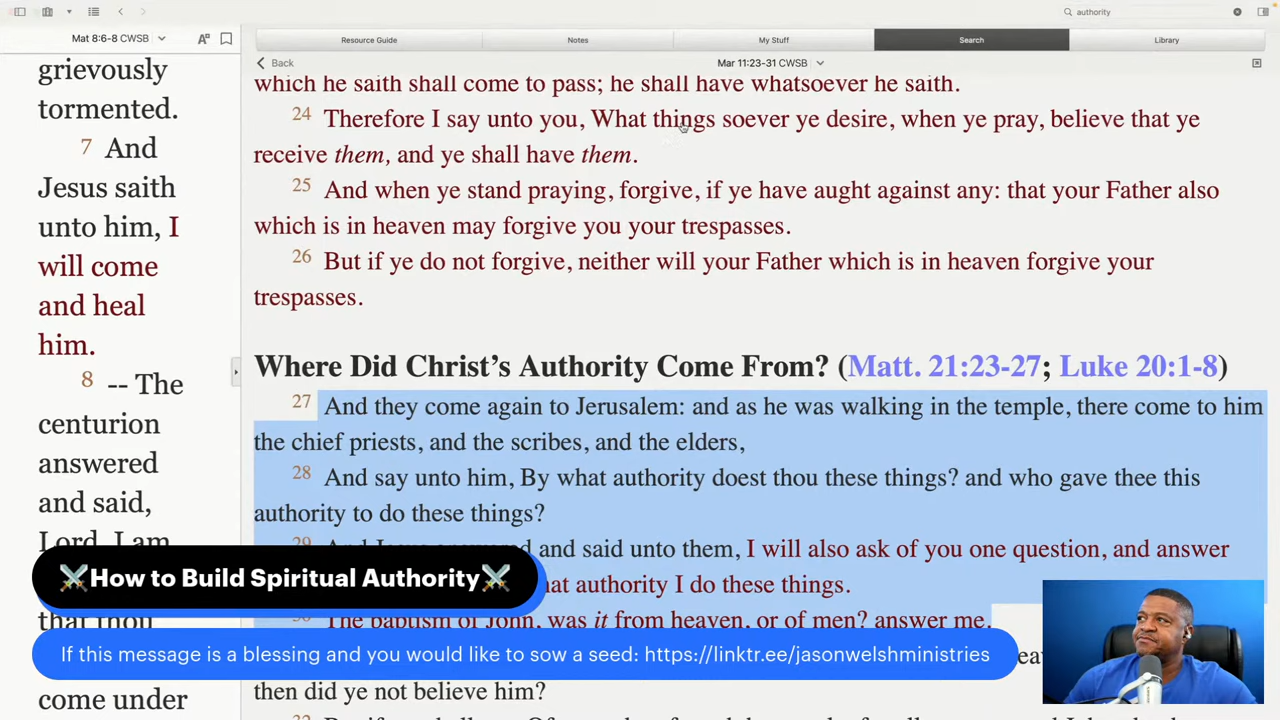 authority
Mat 8:6-8 CWSB
Resource Guide
Notes
My Stuff
Search
Library
Back
Mar 11:23-31 CWSB
grievously
tormented.
7 And
Jesus saith
unto him, I
will come
and heal
him.
8 -- The
centurion
answered
and said,
Lord, I am
that thou
come under
which he saith shall come to pass; he shall have whatsoever he saith.
24 Therefore I say unto you, What things soever ye desire, when ye pray, believe that ye
receive them, and ye shall have them.
25 And when ye stand praying, forgive, if ye have aught against any: that your Father also
which is in heaven may forgive you your trespasses.
26 But if ye do not forgive, neither will your Father which is in heaven forgive your
trespasses.
Where Did Christ's Authority Come From? (Matt. 21:23-27; Luke 20:1-8)
27 And they come again to Jerusalem: and as he was walking in the temple, there come to him
the chief priests, and the scribes, and the elders,
28 And say unto him, By what authority doest thou these things? and who gave thee this
authority to do these things?
29 And Jesus answered and said unto them, I will also ask of you one question, and answer
authority I do these things.
30 The baptism of John, was it from heaven, or of men? answer me.
then did ye not believe him?
⚔️How to Build Spiritual Authority⚔️
If this message is a blessing and you would like to sow a seed: https://linktr.ee/jasonwelshministries